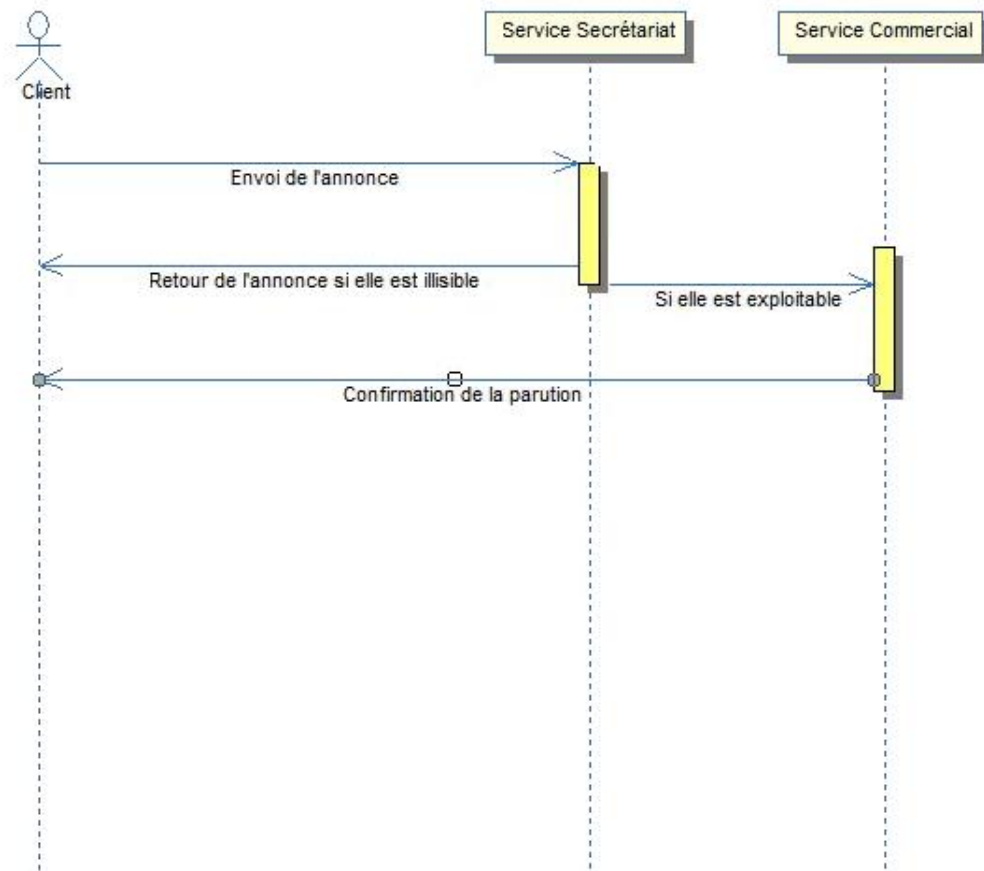 Service Secrétariat
Service Commercial
Client
Envoi de l'annonce
Retour de l'annonce si elle est illisible
Si elle est exploitable
Confirmation de la parution